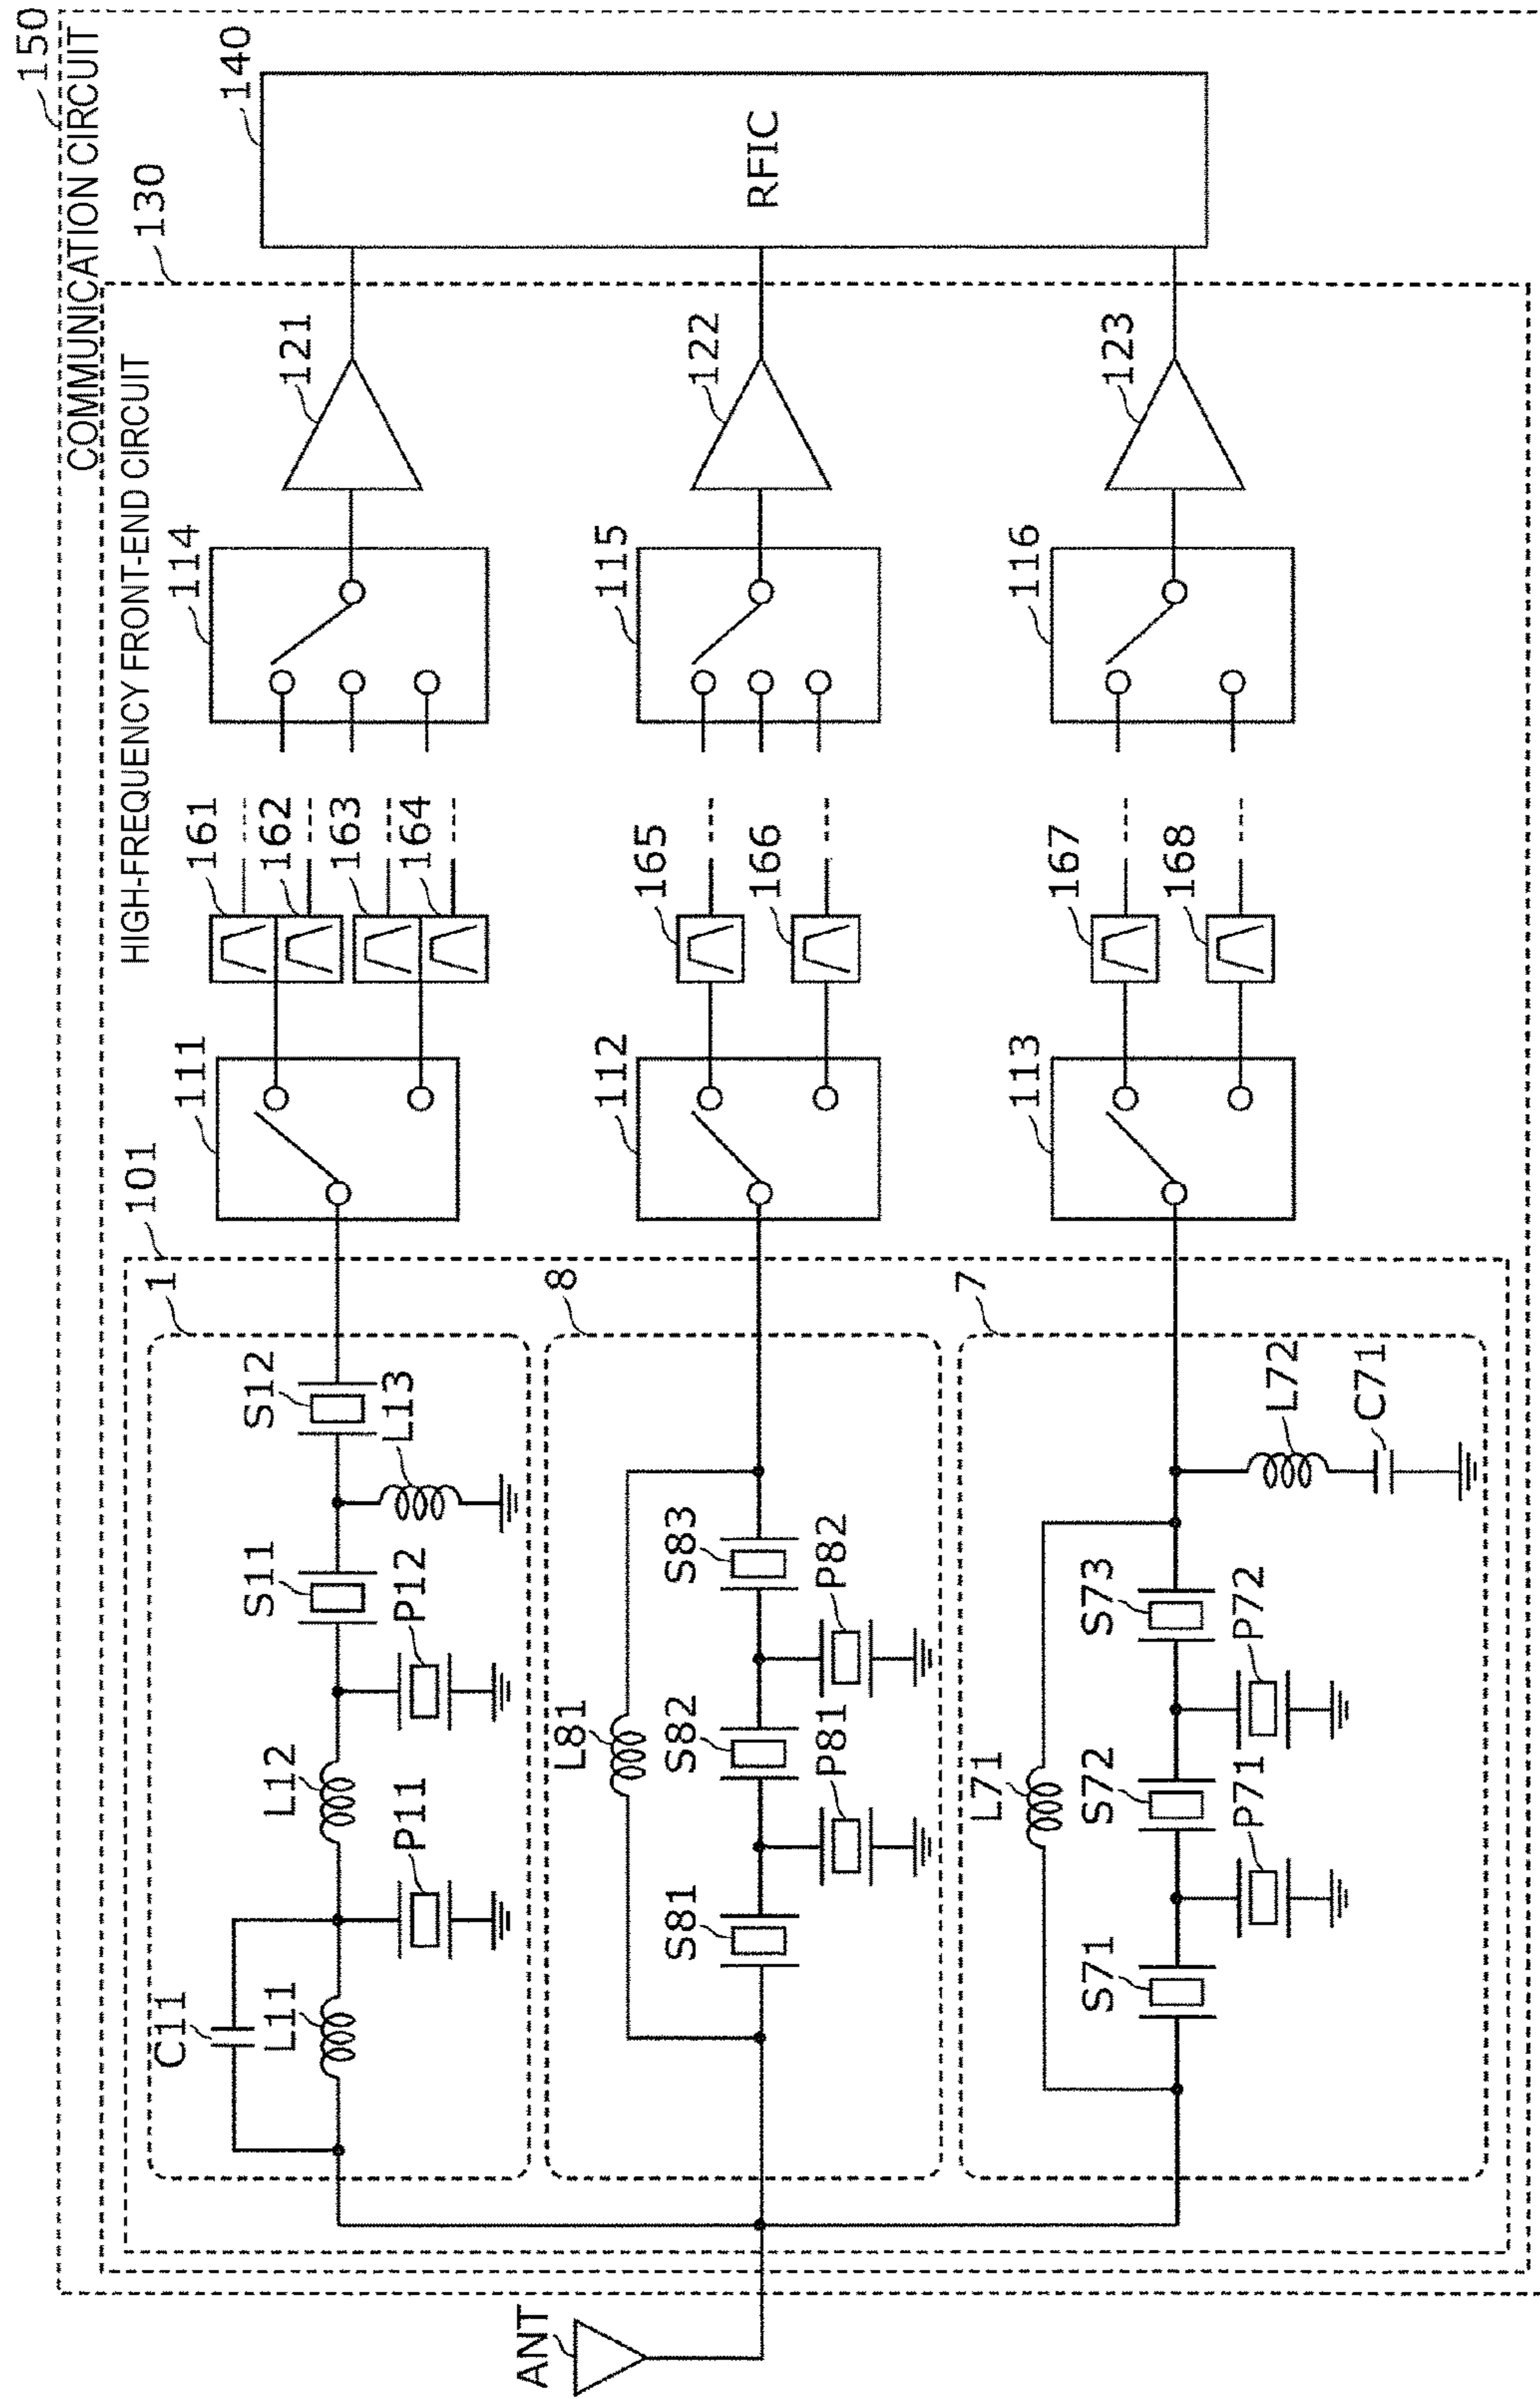 150
COMMUNICATION CIRCUIT
130
HIGH-FREQUENCY FRONT-END CIRCUIT
140
RFIC
101
1
C11
L11
P11
L12
P12
S11
L13
S12
111
161
162
163
164
114
121
ANT
8
L81
S81
P81
S82
P82
S83
112
165
166
115
122
7
L71
S71
P71
S72
P72
S73
L72
C71
113
167
168
116
123